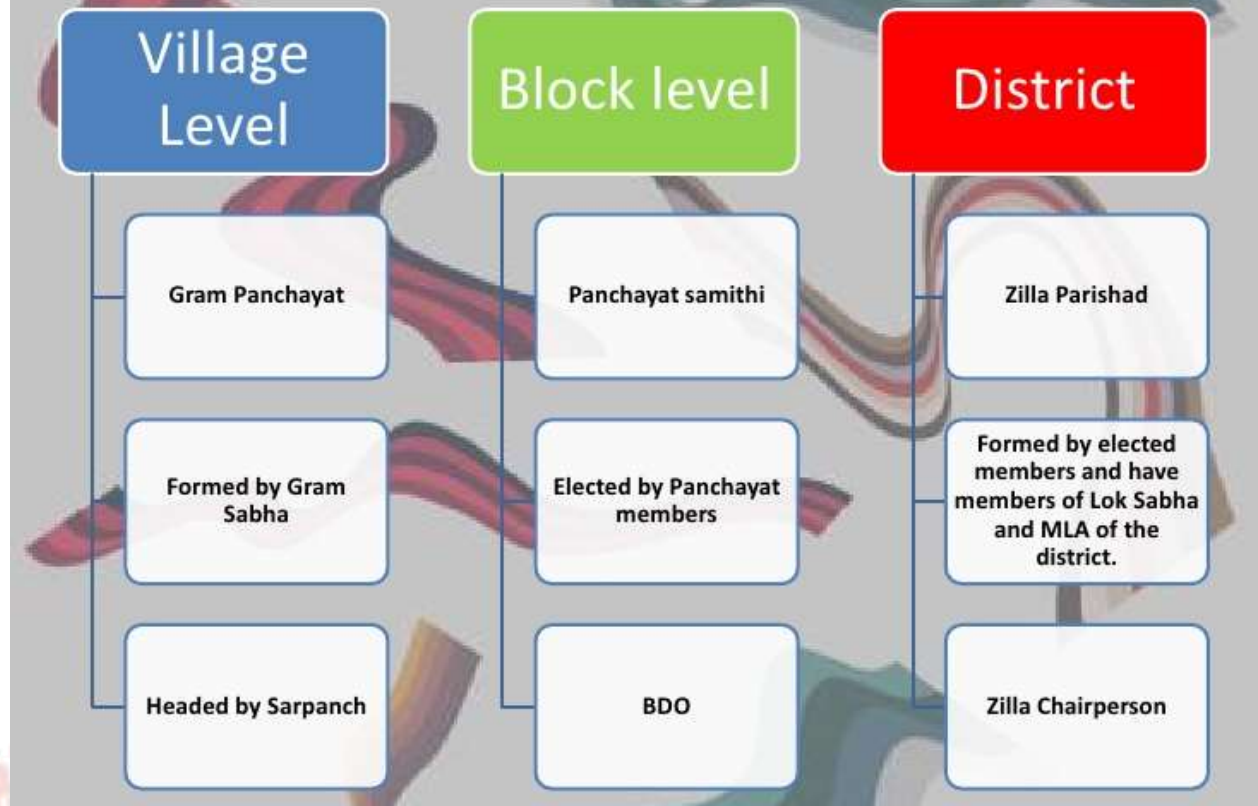 Village
Level
Gram Panchayat
Formed by Gram
Sabha
Headed by Sarpanch
Block level
Panchayat samithi
Elected by Panchayat
members
BDO
District
Zilla Parishad
Formed by elected
members and have
members of Lok Sabha
and MLA of the
district.
Zilla Chairperson